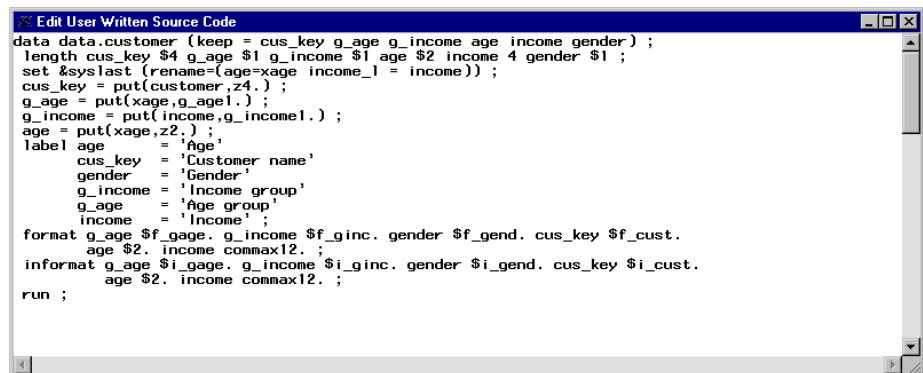 Edit User Written Source Code
data data.customer (keep = cus_key g_age g_income age income gender) ;
length cus_key $4 g_age $1 g_income $1 age $2 income 4 gender $1 ;
set &syslast (rename=(age=xage income_1 = income)) ;
cus_key = put(customer,z4.) ;
g_age = put(xage,g_age1.) ;
g_income = put(income,g_income1.) ;
age = put(xage,z2.) ;
label age = 'Age'
cus_key = 'Customer name'
gender = 'Gender'
g_income = 'Income group'
g_age = 'Age group'
income = 'Income' ;
format g_age $f_gage. g_income $f_ginc. gender $f_gend. cus_key $f_cust.
age $2. income commax12. ;
informat g_age $i_gage. g_income $i_ginc. gender $i_gend. cus_key $i_cust.
age $2. income commax12. ;
run ;